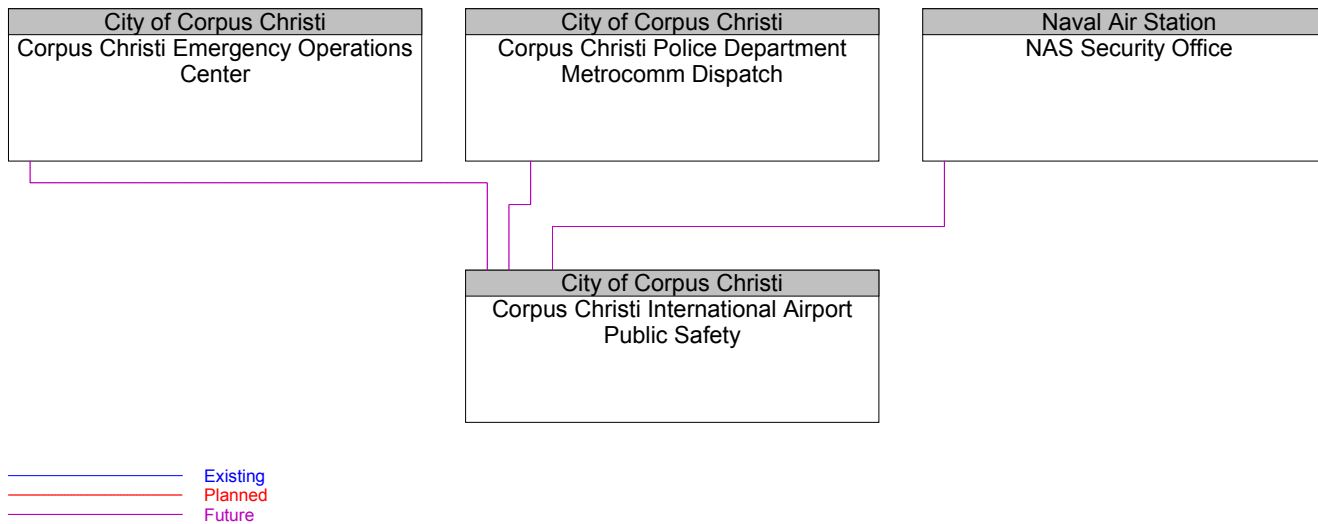 City of Corpus Christi
Corpus Christi Emergency Operations
Center
City of Corpus Christi
Corpus Christi Police Department
Metrocomm Dispatch
Naval Air Station
NAS Security Office
City of Corpus Christi
Corpus Christi International Airport
Public Safety
Existing
Planned
Future